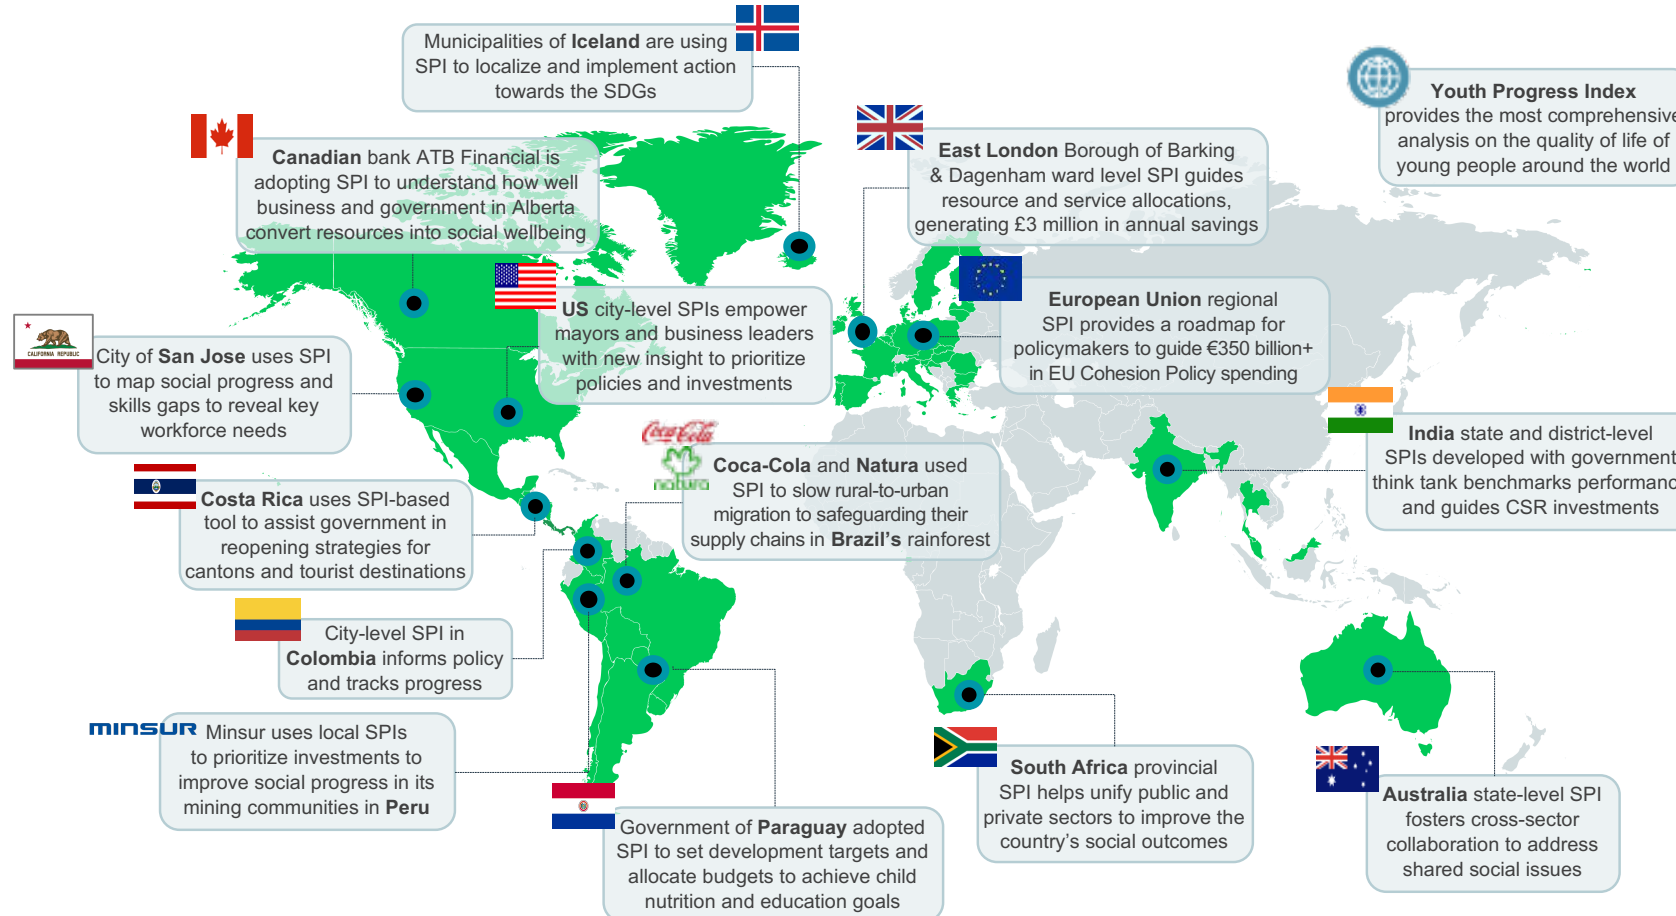 Municipalities of Iceland are using
SPI to localize and implement action
towards the SDGs
Youth Progress Index
provides the most comprehensive
analysis on the quality of life of
young people around the world
Canadian bank ATB Financial is
adopting SPI to understand how well
business and government in Alberta
convert resources into social wellbeing
East London Borough of Barking
& Dagenham ward level SPI guides
resource and service allocations,
generating £3 million in annual savings
US city-level SPIs empower
mayors and business leaders
with new insight to prioritize
policies and investments
European Union regional
SPI provides a roadmap for
policymakers to guide €350 billion+
in EU Cohesion Policy spending
CALIFORNIA REPUBLIC
City of San Jose uses SPI
to map social progress and
skills gaps to reveal key
workforce needs
India state and district-level
SPIs developed with government
think tank benchmarks performanc
and guides CSR investments
Coca-Cola
natura
Coca-Cola and Natura used
SPI to slow rural-to-urban
migration to safeguarding their
supply chains in Brazil's rainforest
Costa Rica uses SPI-based
tool to assist government in
reopening strategies for
cantons and tourist destinations
City-level SPI in
Colombia informs policy
and tracks progress
MINSUR
Minsur uses local SPIs
to prioritize investments to
improve social progress in its
mining communities in Peru
Government of Paraguay adopted
SPI to set development targets and
allocate budgets to achieve child
nutrition and education goals
South Africa provincial
SPI helps unify public and
private sectors to improve the
country's social outcomes
Australia state-level SPI
fosters cross-sector
collaboration to address
shared social issues